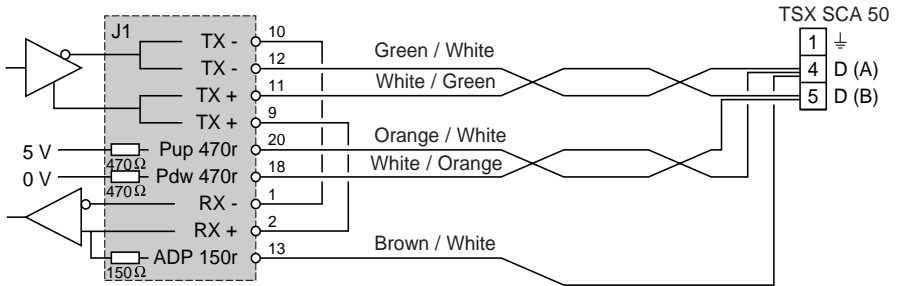 TSX SCA 50
J1
TX - 10
TX - 12 Green / White
TX + 11 White / Green
TX + 9
5 V 470Ω Pup 470r 20 Orange / White
0 V 470Ω Pdw 470r 18 White / Orange
RX - 1
RX + 2
150Ω ADP 150r 13 Brown / White
1
4 D (A)
5 D (B)